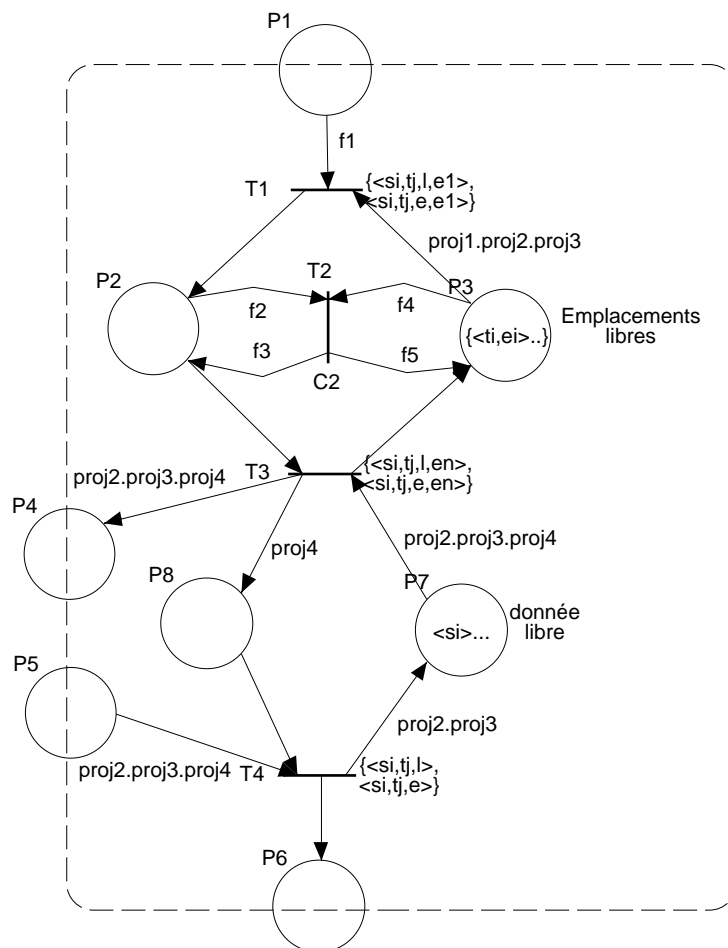 P1
f1
T1
{<si,tj,l,e1>,
<si,tj,e,e1>}
proj1.proj2.proj3
P2
T2
P3
f2
f4
Emplacements
libres
{<ti,ei>..}
f3
f5
C2
T3
{<si,tj,l,en>,
<si,tj,e,en>}
proj2.proj3.proj4
P4
proj4
proj2.proj3.proj4
P8
P7
donnée
libre
<si>...
P5
proj2.proj3
proj2.proj3.proj4
T4
{<si,tj,l>,
<si,tj,e>}
P6